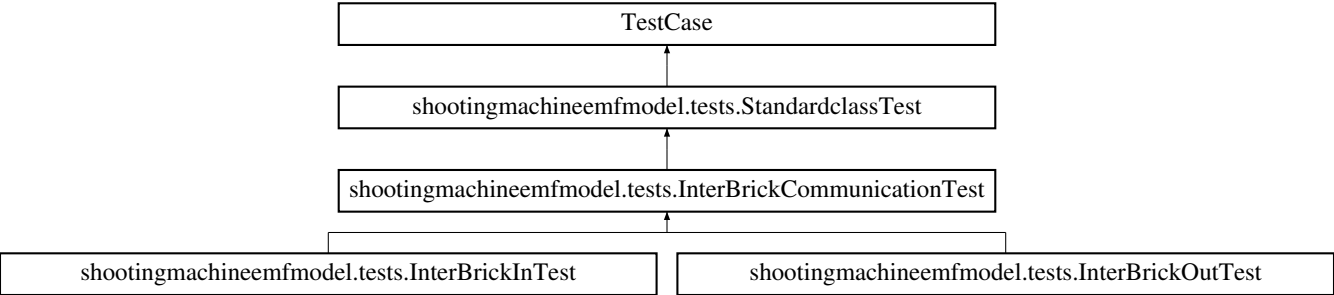 TestCase
shootingmachineemfmodel.tests.StandardclassTest
shootingmachineemfmodel.tests.InterBrickCommunicationTest
shootingmachineemfmodel.tests.InterBrickInTest
shootingmachineemfmodel.tests.InterBrickOutTest